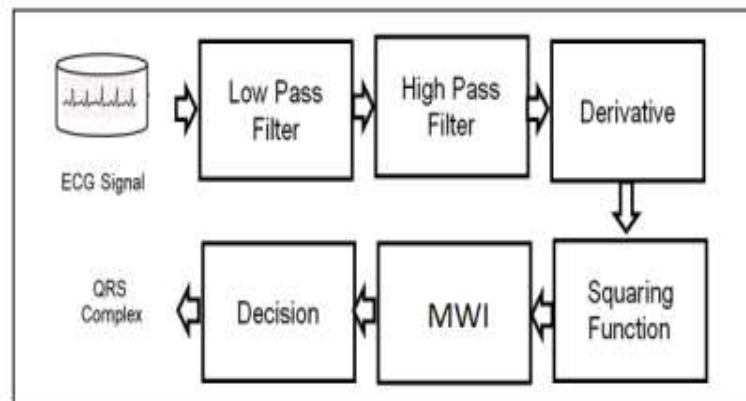 Low Pass
Filter
High Pass
Filter
Derivative
ECG Signal
Squaring
Function
MWI
Decision
QRS
Complex